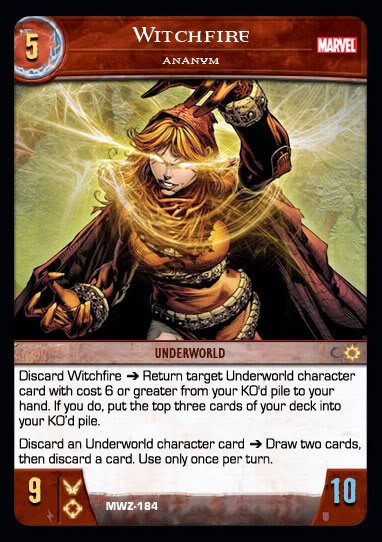 5
WITCHFIRE
ANANYM
MARVEL
UNDERWORLD
Discard Witchfire ➔ Return target Underworld character
card with cost 6 or greater from your KO'd pile to your
hand. If you do, put the top three cards of your deck into
your KO'd pile.
Discard an Underworld character card ➔ Draw two cards,
then discard a card. Use only once per turn.
9
MWZ-184
10